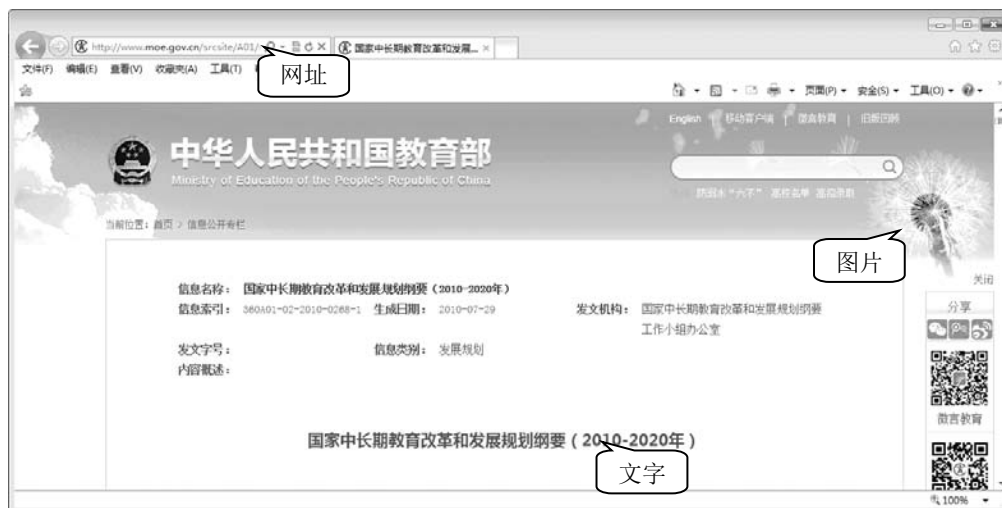 http://www.moe.gov.cn/srcsite/A01/
国家中长期教育改革和发展...
文件(F) 编辑(E) 查看(V) 收藏夹(A) 工具(T)
网址
页面(P) 安全(S) 工具(O)
English | 移动客户端 | 微言教育 | 旧版回顾
中华人民共和国教育部
Ministry of Education of the People's Republic of China
防溺水“六不” 高校名单
当前位置：首页 > 信息公开专栏
图片
关闭
信息名称： 国家中长期教育改革和发展规划纲要（2010-2020年）
信息索引： 360A01-02-2010-0268-1 生成日期： 2010-07-29 发文机构： 国家中长期教育改革和发展规划纲要
工作小组办公室
发文字号： 信息类别： 发展规划
内容概述：
分享
微言教育
国家中长期教育改革和发展规划纲要（2010-2020年）
文字
100%